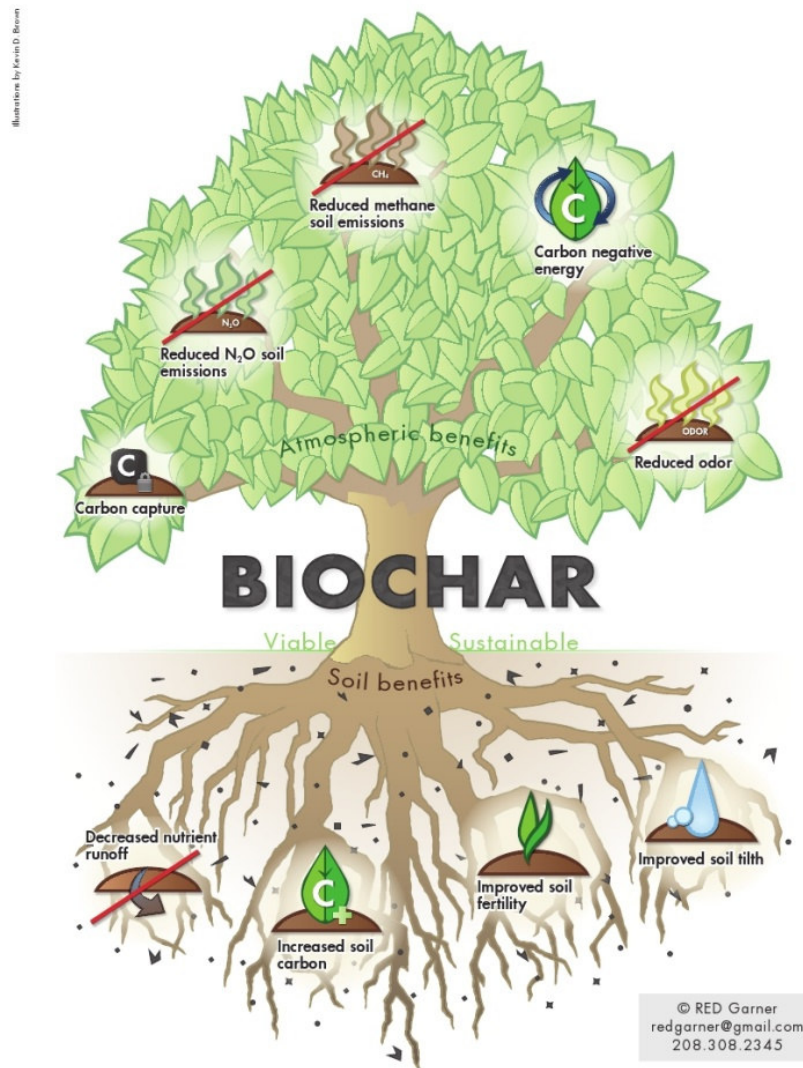 Illustrations by Kevin D. Brown
CH₄
Reduced methane
soil emissions
C
Carbon negative
energy
N₂O
Reduced N₂O soil
emissions
ODOR
Reduced odor
Atmospheric benefits
C
Carbon capture
BIOCHAR
Viable
Sustainable
Soil benefits
Decreased nutrient
runoff
C
Increased soil
carbon
Improved soil
fertility
Improved soil tilth
© RED Garner
redgarner@gmail.com
208.308.2345